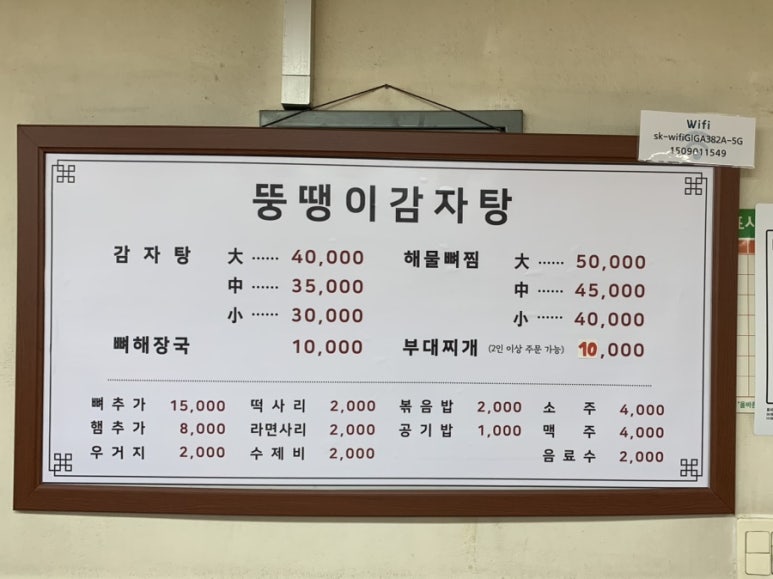 Wifi
sk-wifiGIGA382A-5G
1509011549
뚱땡이감자탕
감자탕 大 ······ 40,000 해물뼈찜 大 ······ 50,000
中 ······ 35,000 中 ······ 45,000
小 ······ 30,000 小 ······ 40,000
뼈해장국 10,000 부대찌개 (2인 이상 주문 가능) 10,000
뼈추가 15,000 떡사리 2,000 볶음밥 2,000 소주 4,000
햄추가 8,000 라면사리 2,000 공기밥 1,000 맥주 4,000
우거지 2,000 수제비 2,000 음료수 2,000